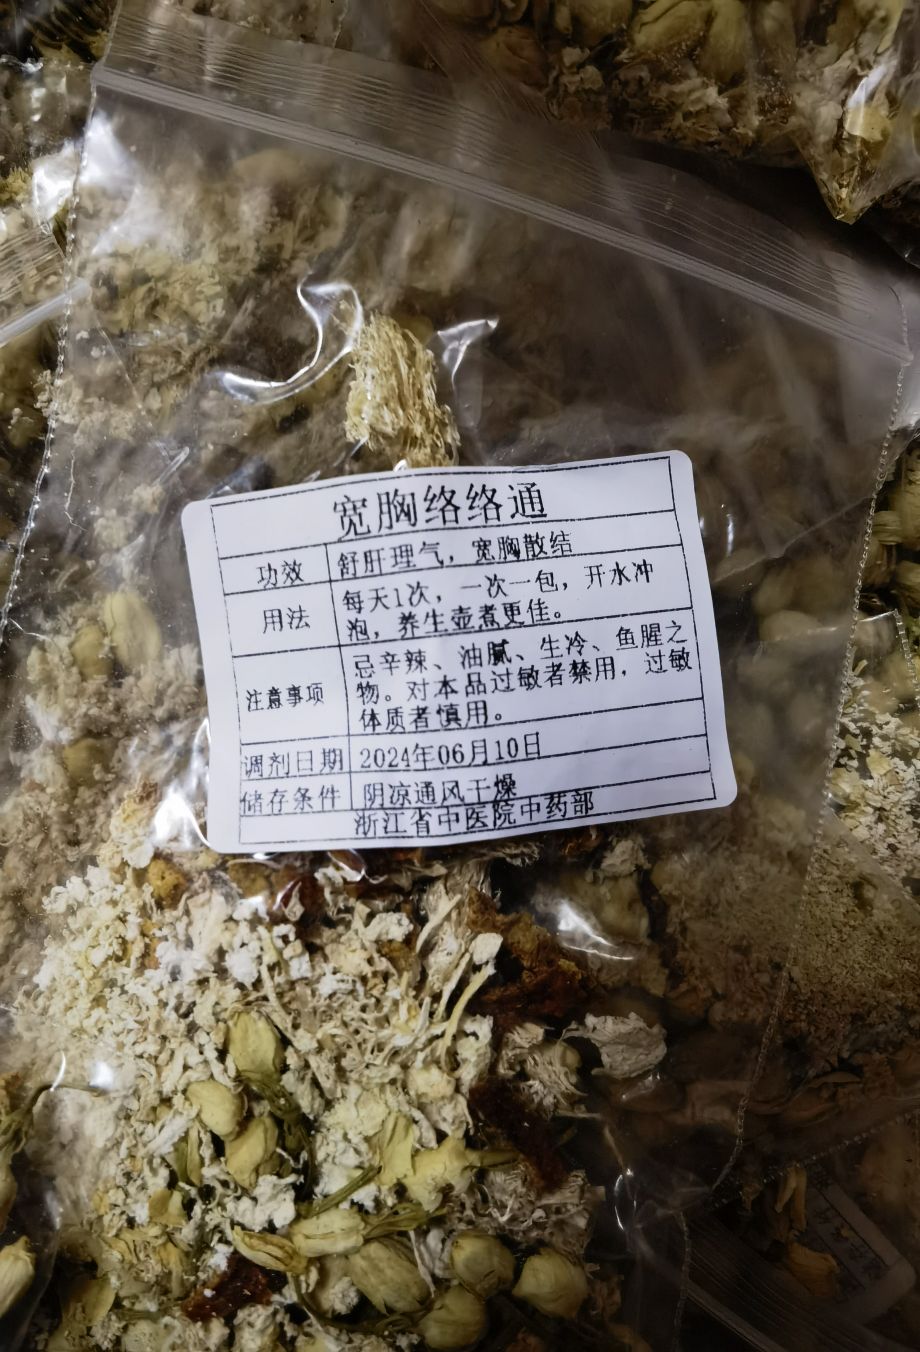 宽胸络络通
功效 舒肝理气，宽胸散结
用法 每天1次，一次一包，开水冲
泡，养生壶煮更佳。
注意事项 忌辛辣、油腻、生冷、鱼腥之
物。对本品过敏者禁用，过敏
体质者慎用。
调剂日期 2024年06月10日
储存条件 阴凉通风干燥
浙江省中医院中药部